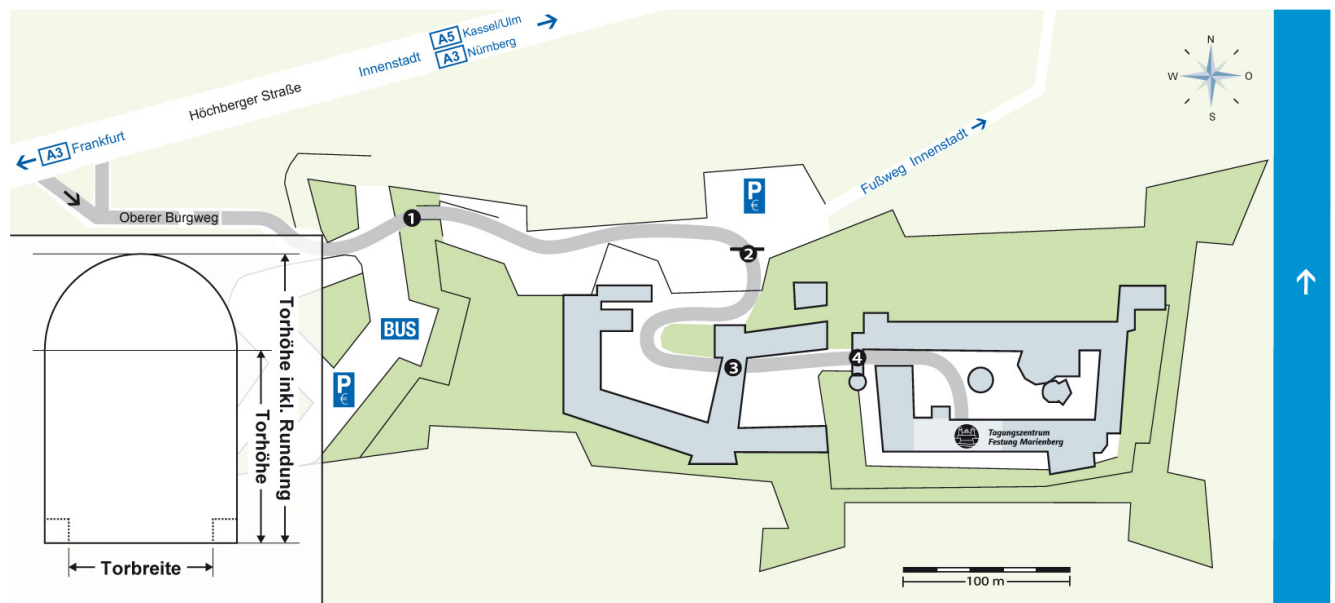 A5 Kassel/Ulm
Innenstadt A3 Nürnberg
Höchberger Straße
A3 Frankfurt
Oberer Burgweg
N
W O
S
Fußweg Innenstadt
P
€
1
2
BUS
P
€
3
4
Tagungszentrum
Festung Marienberg
Torhöhe inkl. Rundung
Torhöhe
Torbreite
100 m